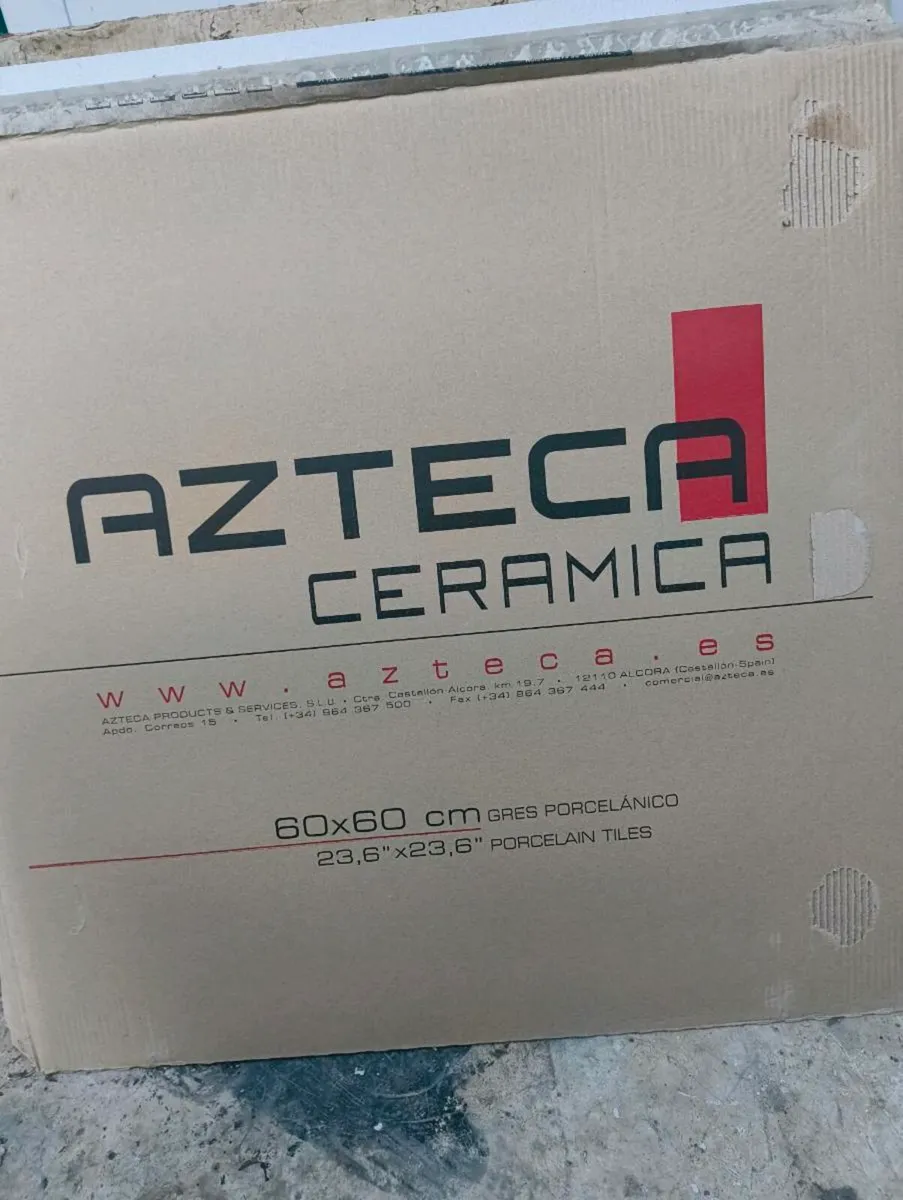 AZTECA
CERAMICA
www.azteca.es
AZTECA PRODUCTS & SERVICES, S.L.U. • Ctra. Castellón Alcora, km 19,7 • 12110 ALCORA (Castellón-Spain)
Apdo. Correos 15 • Tel. (+34) 964 367 500 • Fax (+34) 964 367 444 • comercial@azteca.es
60x60 cm GRES PORCELÁNICO
23,6"x23,6" PORCELAIN TILES